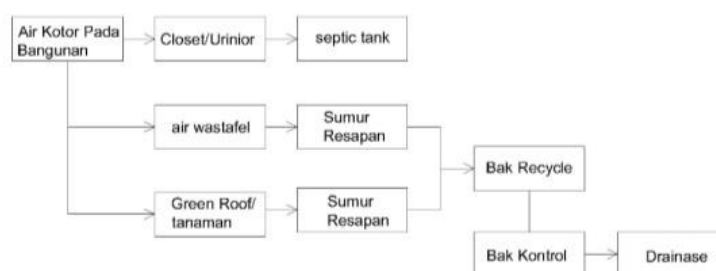 Air Kotor Pada
Bangunan
Closet/Urinior
septic tank
air wastafel
Sumur
Resapan
Bak Recycle
Green Roof/
tanaman
Sumur
Resapan
Bak Kontrol
Drainase